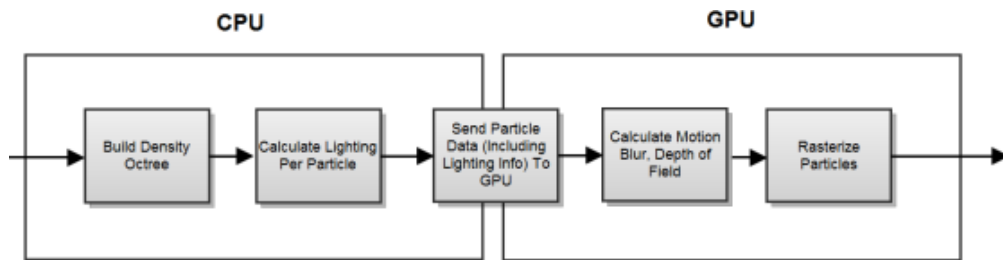 CPU
GPU
Build Density
Octree
Calculate Lighting
Per Particle
Send Particle
Data (Including
Lighting Info) To
GPU
Calculate Motion
Blur, Depth of
Field
Rasterize
Particles